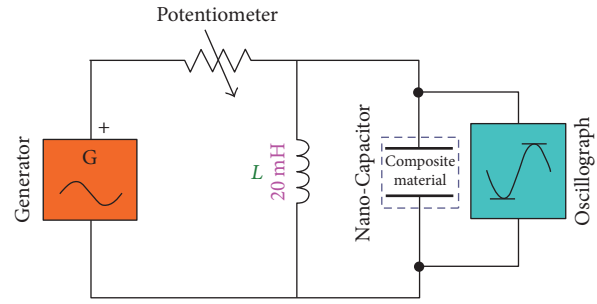 Potentiometer
Generator
+
G
L
20 mH
Nano-Capacitor
Composite
material
Oscillograph